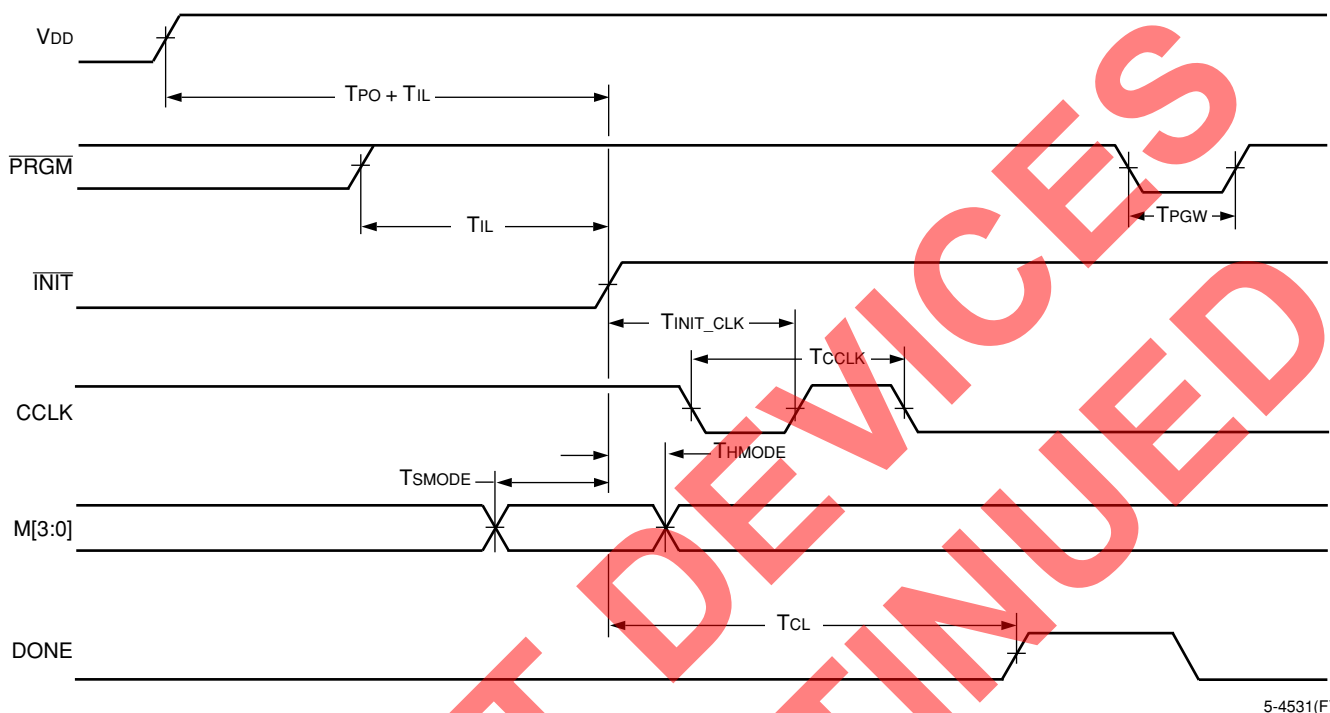 VDD
TPO + TIL
PRGM
TPGW
TIL
INIT
TINIT_CLK
TCCLK
CCLK
THMODE
TSMODE
M[3:0]
TCL
DONE
5-4531(F
DEVICES